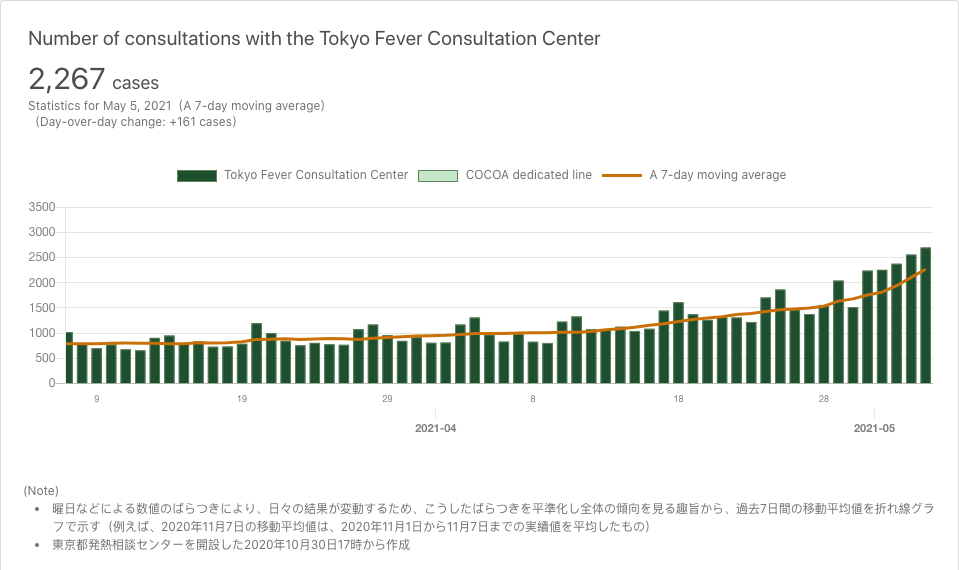 Number of consultations with the Tokyo Fever Consultation Center
2,267 cases
Statistics for May 5, 2021（A 7-day moving average）
（Day-over-day change: +161 cases）
Tokyo Fever Consultation Center COCOA dedicated line A 7-day moving average
3500
3000
2500
2000
1500
1000
500
0
9 19 29 8 18 28
2021-04 2021-05
(Note)
• 曜日などによる数値のばらつきにより、日々の結果が変動するため、こうしたばらつきを平準化し全体の傾向を見る趣旨から、過去7日間の移動平均値を折れ線グラ
フで示す（例えば、2020年11月7日の移動平均値は、2020年11月1日から11月7日までの実績値を平均したもの）
• 東京都発熱相談センターを開設した2020年10月30日17時から作成